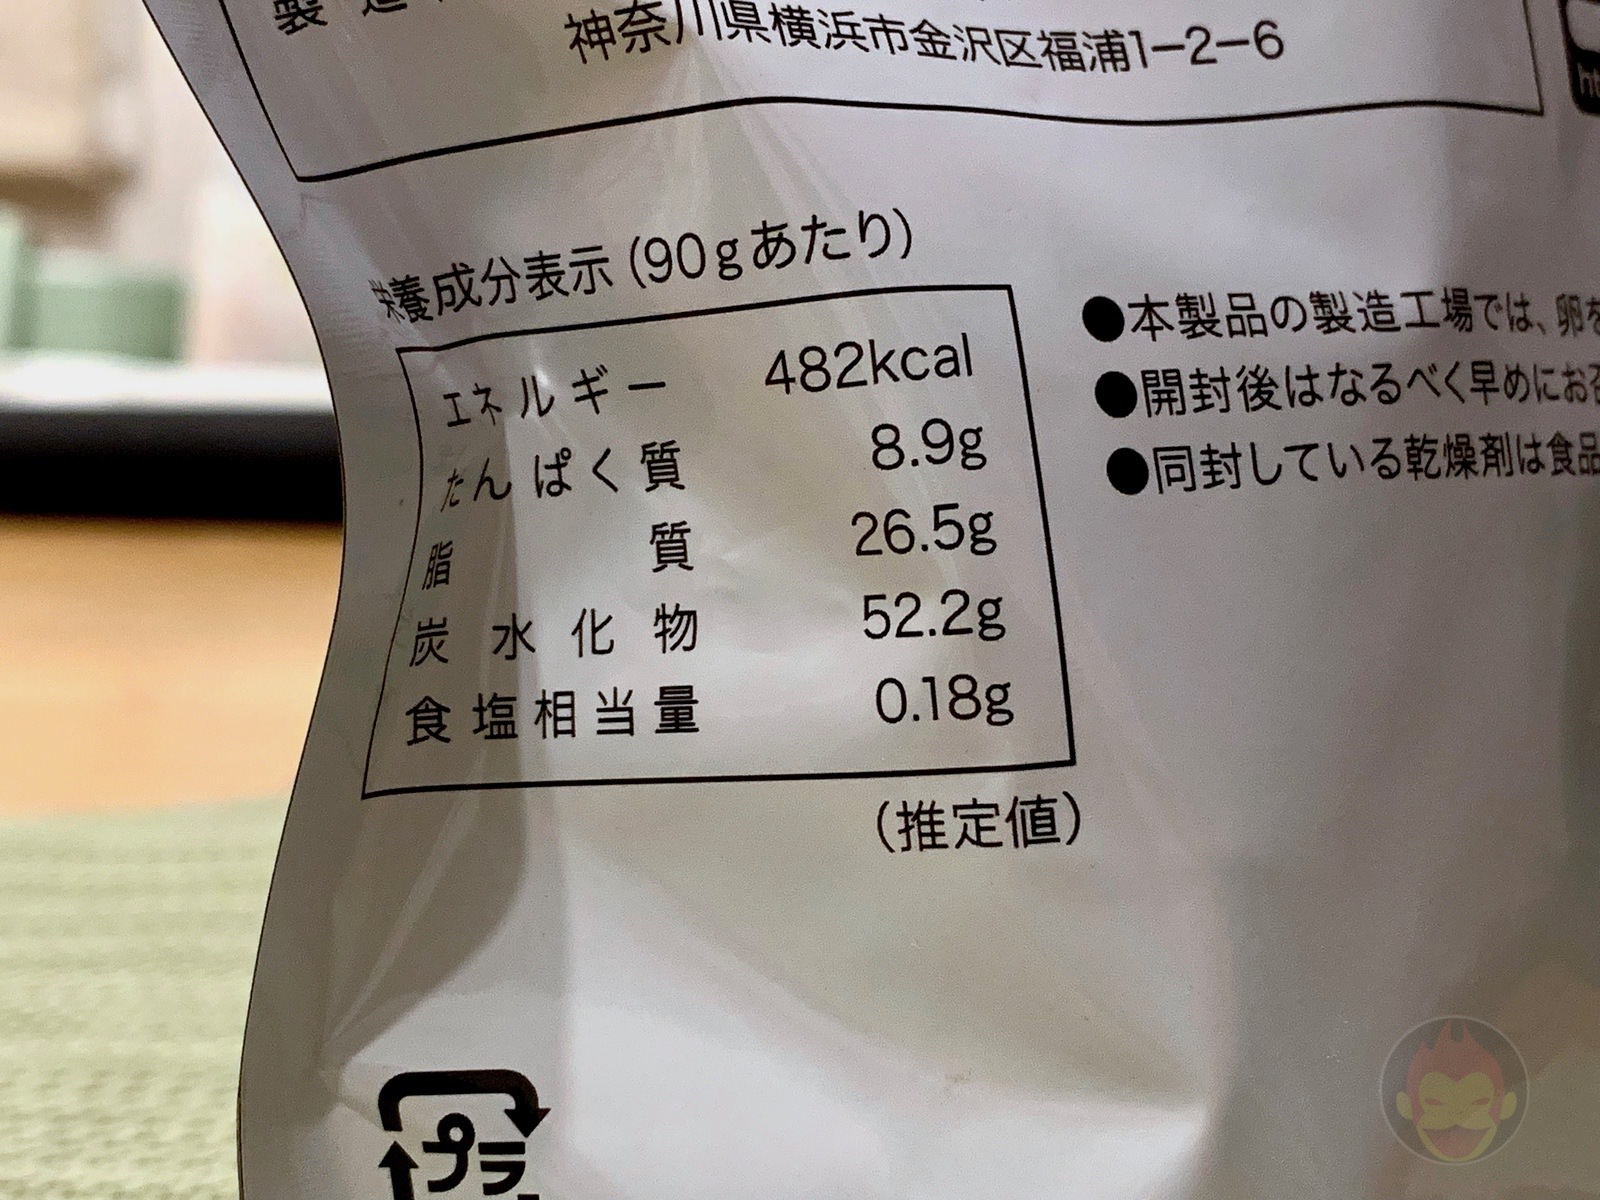 製造
神奈川県横浜市金沢区福浦1-2-6
栄養成分表示(90gあたり)
エネルギー 482kcal
たんぱく質 8.9g
脂質 26.5g
炭水化物 52.2g
食塩相当量 0.18g
(推定値)
●本製品の製造工場では、卵を
●開封後はなるべく早めにお召
●同封している乾燥剤は食品
プラ